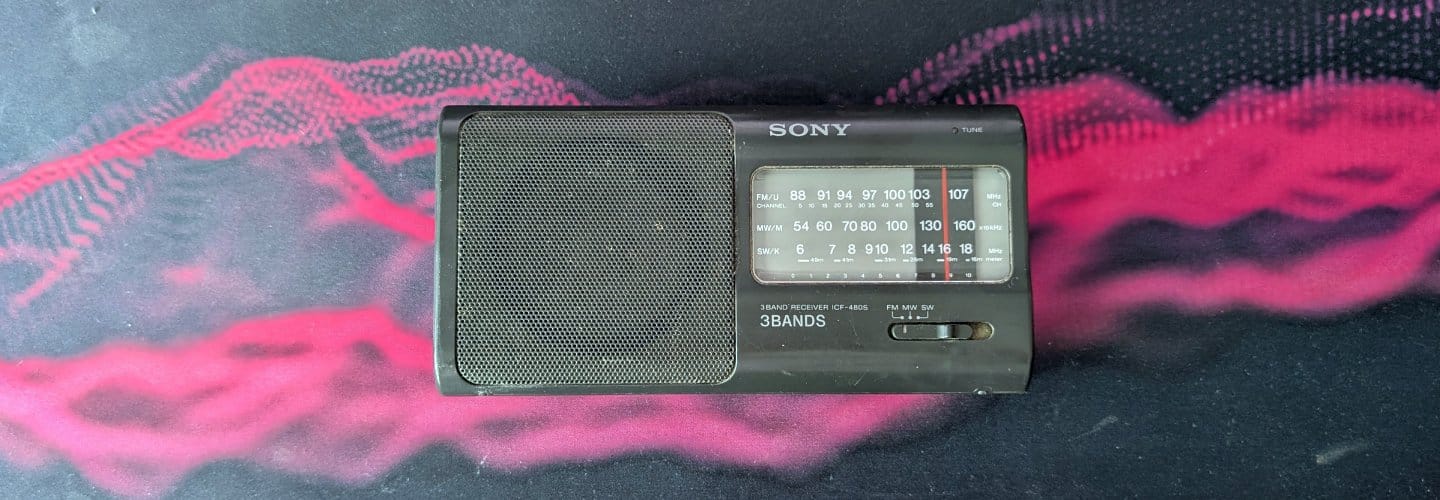 SONY
TUNE
FM/U 88 91 94 97 100 103 107 MHz
CHANNEL 5 10 15 20 25 30 35 40 45 50 55 CH
MW/M 54 60 70 80 100 130 160 x10kHz
SW/K 6 7 8 9 10 12 14 16 18 MHz
49m 41m 31m 25m 19m 16m meter
0 1 2 3 4 5 6 7 8 9 10
3 BAND RECEIVER ICF-480S
3BANDS
FM MW SW